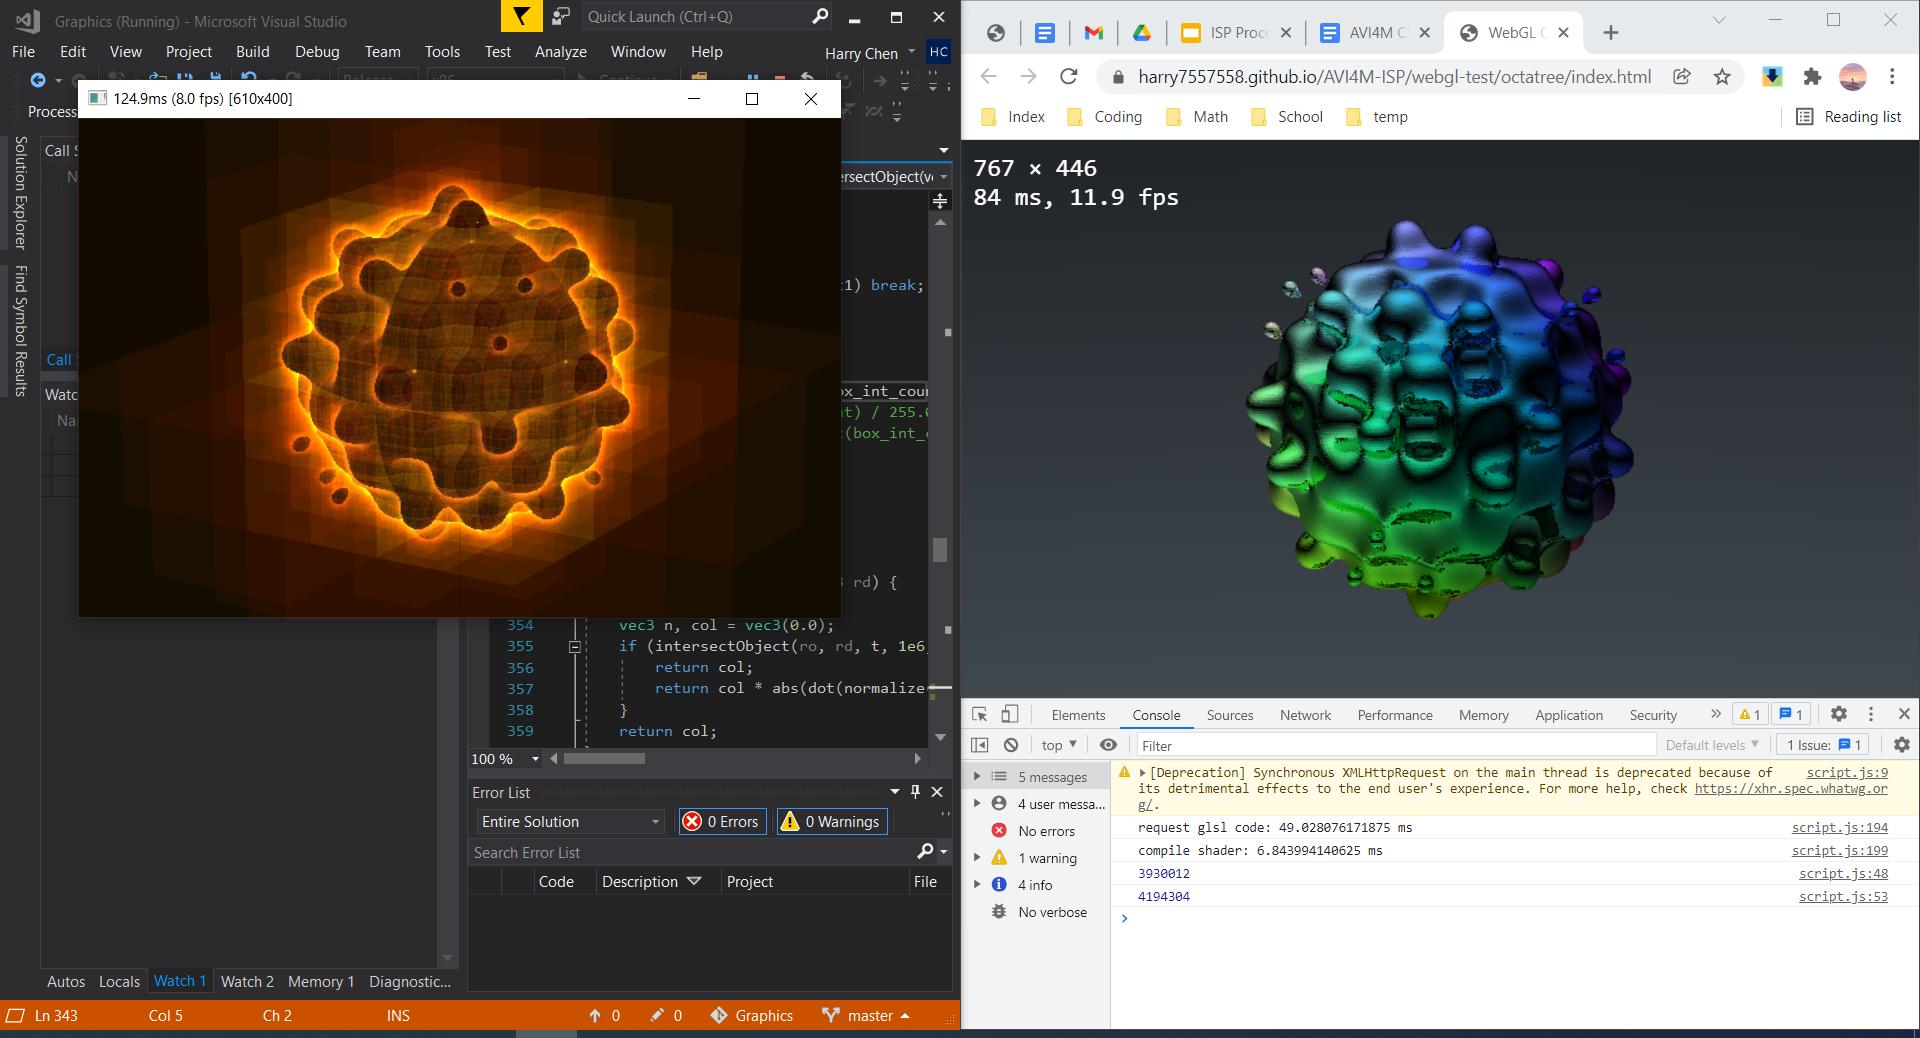 Graphics (Running) - Microsoft Visual Studio
Quick Launch (Ctrl+Q)
File Edit View Project Build Debug Team Tools Test Analyze Window Help
Harry Chen HC
Process
124.9ms (8.0 fps) [610x400]
Solution Explorer
Find Symbol Results
Call S
N
ersectObject(v
t1) break;
Call
Watc
Na
ox_int_cour
nt) / 255.
t(box_int_
rd) {
354 vec3 n, col = vec3(0.0);
355 if (intersectObject(ro, rd, t, 1e6
356 return col;
357 return col * abs(dot(normalize
358 }
359 return col;
100 %
Error List
Entire Solution
0 Errors
0 Warnings
Search Error List
Code Description Project File
Autos Locals Watch 1 Watch 2 Memory 1 Diagnostic...
Ln 343 Col 5 Ch 2 INS 0 0 Graphics master
ISP Proc AVI4M C WebGL
harry7557558.github.io/AVI4M-ISP/webgl-test/octatree/index.html
Index Coding Math School temp Reading list
767 × 446
84 ms, 11.9 fps
Elements Console Sources Network Performance Memory Application Security » 1 1
top Filter Default levels 1 Issue: 1
5 messages
4 user messa...
No errors
1 warning
4 info
No verbose
[Deprecation] Synchronous XMLHttpRequest on the main thread is deprecated because of script.js:9
its detrimental effects to the end user's experience. For more help, check https://xhr.spec.whatwg.or
g/.
request glsl code: 49.028076171875 ms script.js:194
compile shader: 6.843994140625 ms script.js:199
3930012 script.js:48
4194304 script.js:53